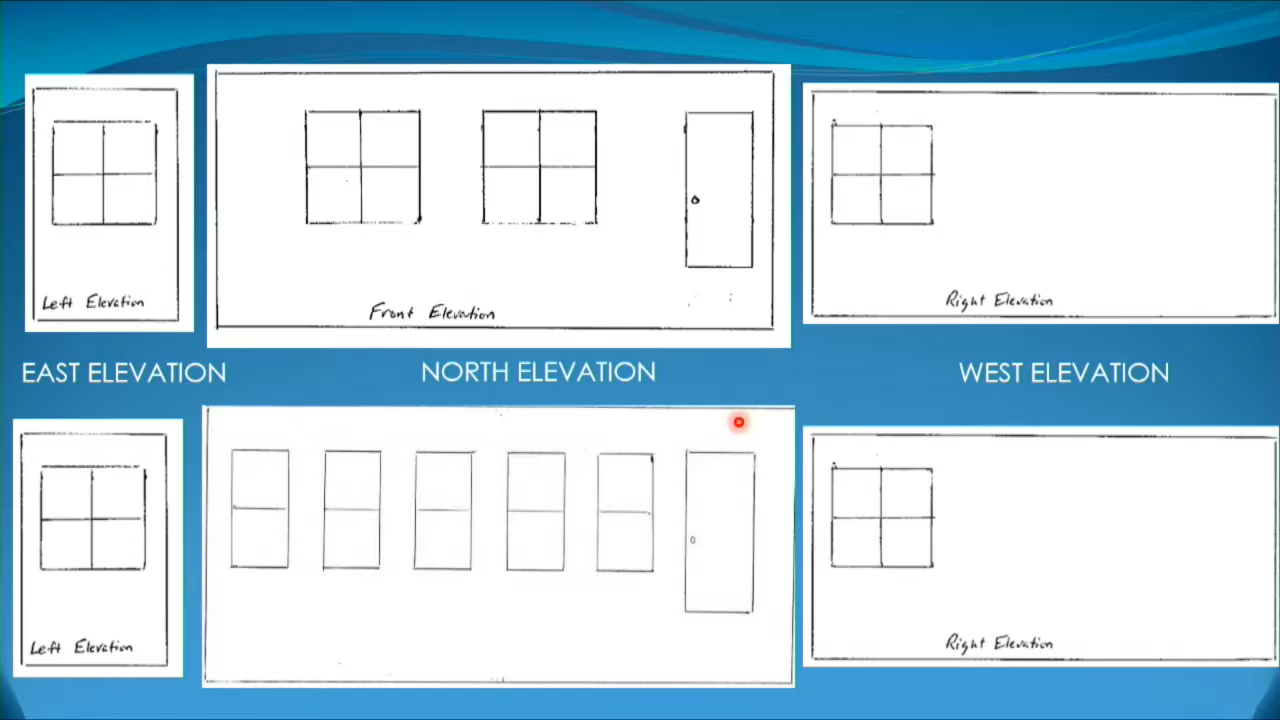 Left Elevation
Front Elevation
Right Elevation
EAST ELEVATION
NORTH ELEVATION
WEST ELEVATION
Left Elevation
Right Elevation